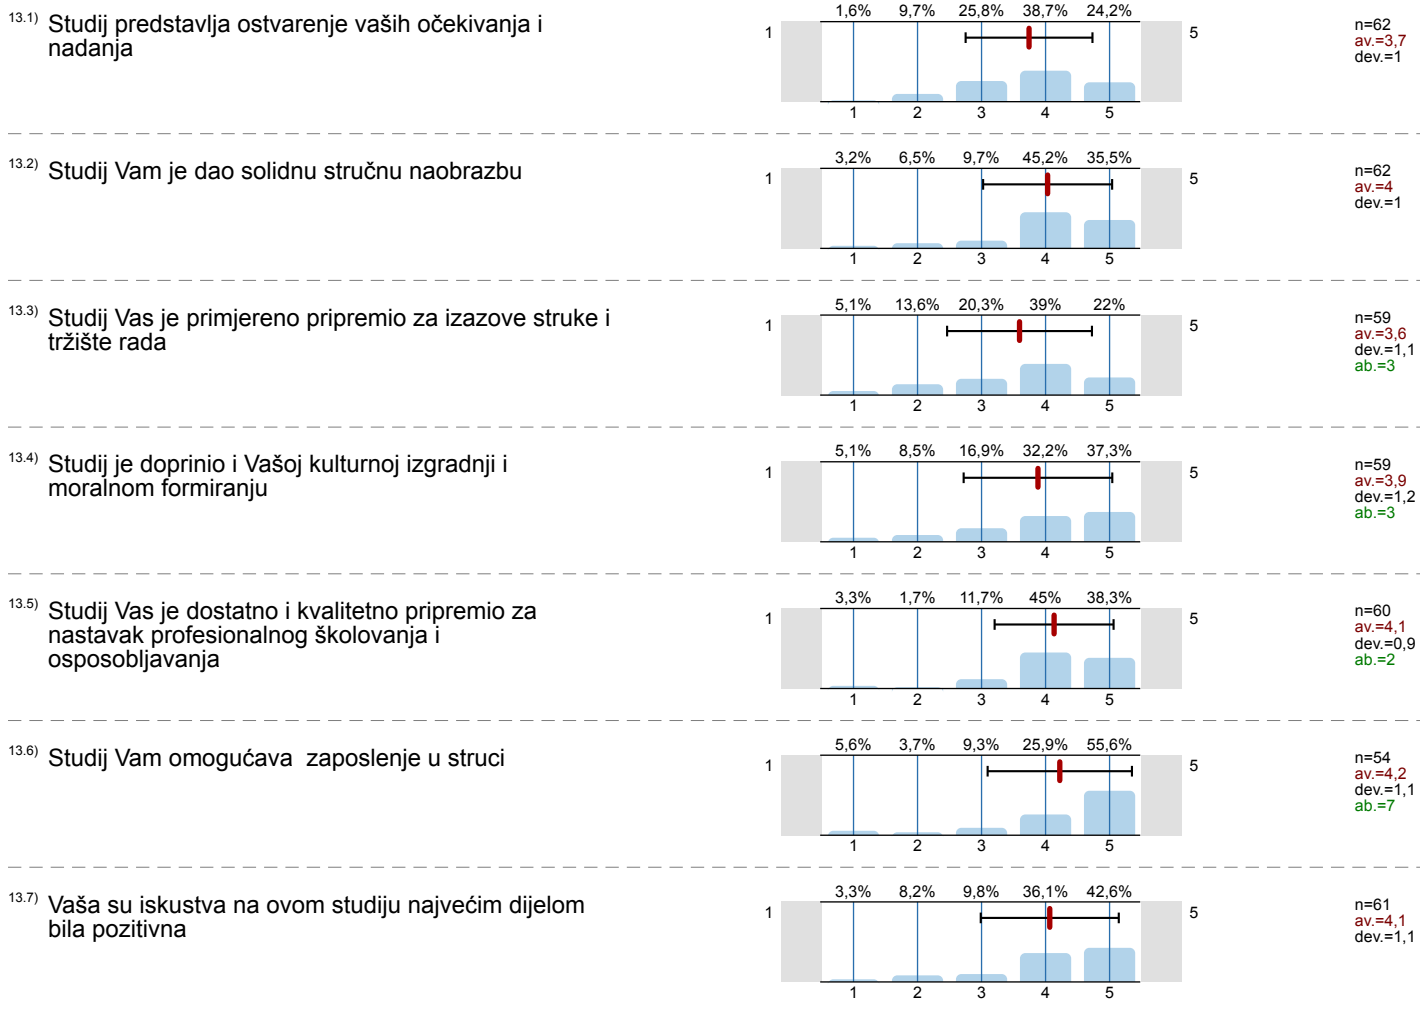 13.1) Studij predstavlja ostvarenje vaših očekivanja i
nadanja
1,6% 9,7% 25,8% 38,7% 24,2%
1 5
1 2 3 4 5
n=62
av.=3,7
dev.=1
13.2) Studij Vam je dao solidnu stručnu naobrazbu
3,2% 6,5% 9,7% 45,2% 35,5%
1 5
1 2 3 4 5
n=62
av.=4
dev.=1
13.3) Studij Vas je primjereno pripremio za izazove struke i
tržište rada
5,1% 13,6% 20,3% 39% 22%
1 5
1 2 3 4 5
n=59
av.=3,6
dev.=1,1
ab.=3
13.4) Studij je doprinio i Vašoj kulturnoj izgradnji i
moralnom formiranju
5,1% 8,5% 16,9% 32,2% 37,3%
1 5
1 2 3 4 5
n=59
av.=3,9
dev.=1,2
ab.=3
13.5) Studij Vas je dostatno i kvalitetno pripremio za
nastavak profesionalnog školovanja i
osposobljavanja
3,3% 1,7% 11,7% 45% 38,3%
1 5
1 2 3 4 5
n=60
av.=4,1
dev.=0,9
ab.=2
13.6) Studij Vam omogućava zaposlenje u struci
5,6% 3,7% 9,3% 25,9% 55,6%
1 5
1 2 3 4 5
n=54
av.=4,2
dev.=1,1
ab.=7
13.7) Vaša su iskustva na ovom studiju najvećim dijelom
bila pozitivna
3,3% 8,2% 9,8% 36,1% 42,6%
1 5
1 2 3 4 5
n=61
av.=4,1
dev.=1,1